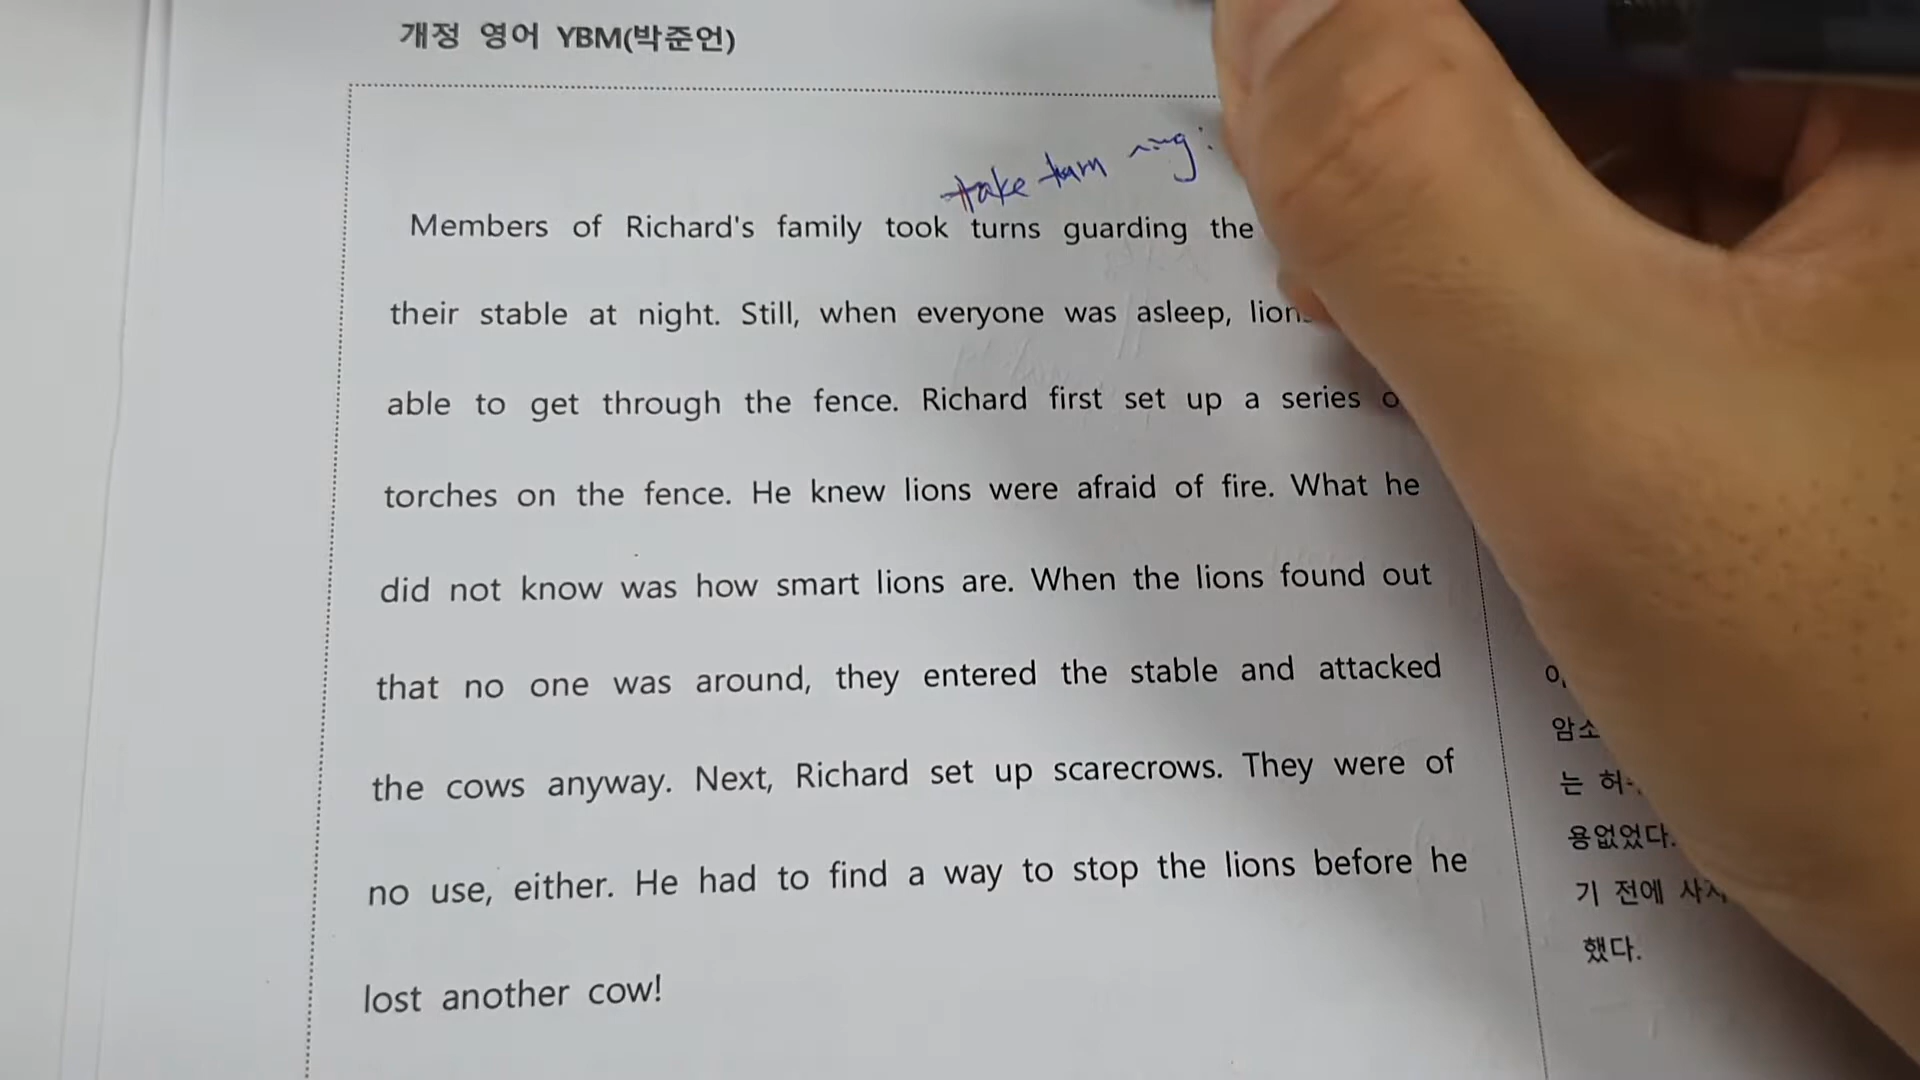 개정 영어 YBM(박준언)
take turn ~ing:
Members of Richard's family took turns guarding the
their stable at night. Still, when everyone was asleep,
able to get through the fence. Richard first set up a series
torches on the fence. He knew lions were afraid of fire. What he
did not know was how smart lions are. When the lions found out
that no one was around, they entered the stable and attacked
the cows anyway. Next, Richard set up scarecrows. They were of
no use, either. He had to find a way to stop the lions before he
lost another cow!
암소
는
용없었다.
기 전에
했다.